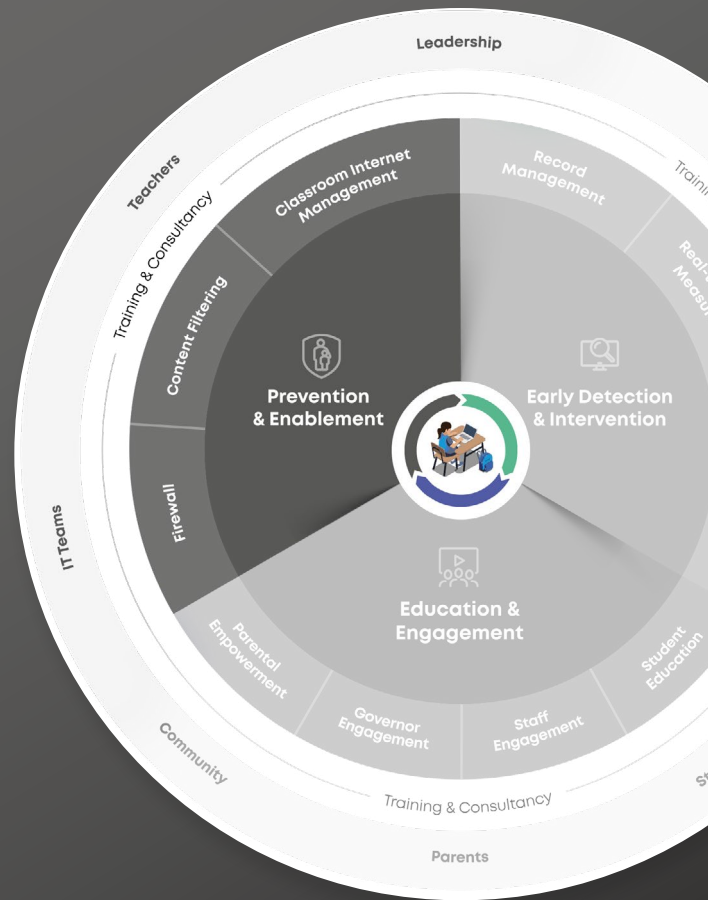 Leadership
Teachers
Training & Consultancy
Classroom Internet
Management
Record
Management
Content Filtering
Prevention
& Enablement
Early Detection
& Intervention
Firewall
IT Teams
Education &
Engagement
Parental
Empowerment
Governor
Engagement
Staff
Engagement
Student
Education
Community
Training & Consultancy
Parents